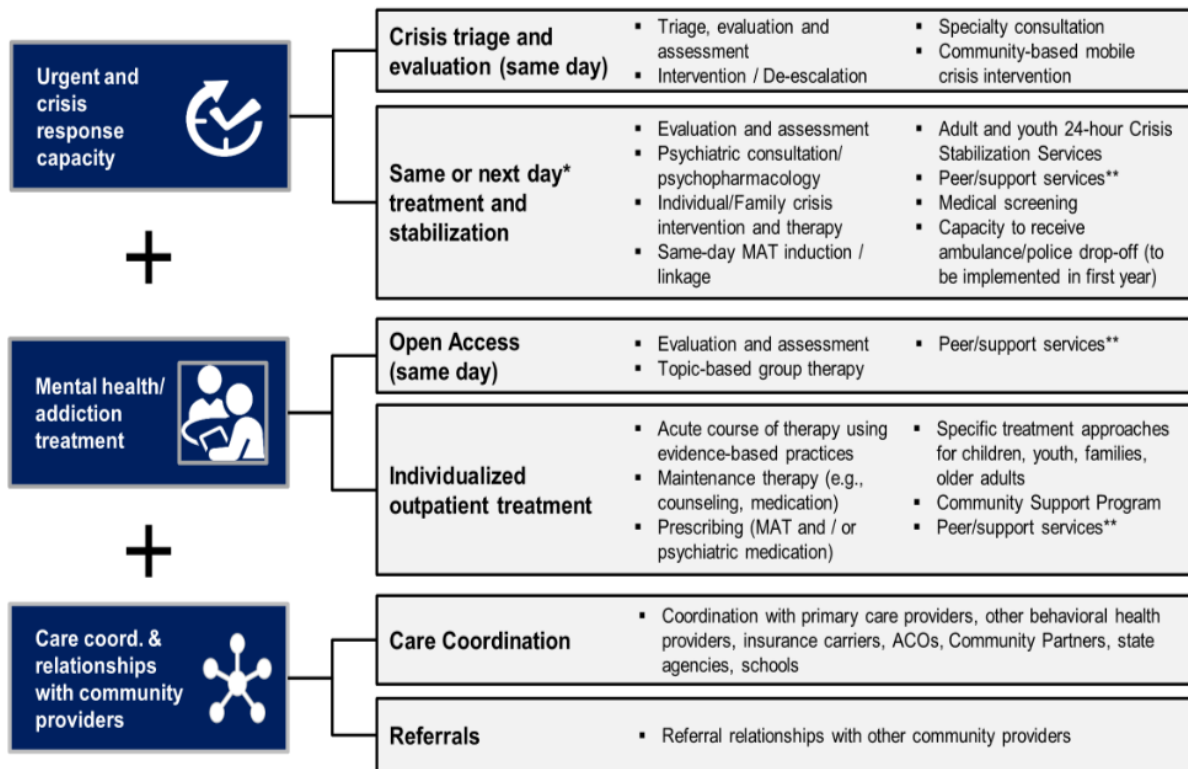 Urgent and
crisis
response
capacity
Crisis triage and
evaluation (same day)
▪ Triage, evaluation and
assessment
▪ Intervention / De-escalation
▪ Specialty consultation
▪ Community-based mobile
crisis intervention
Same or next day*
treatment and
stabilization
▪ Evaluation and assessment
▪ Psychiatric consultation/
psychopharmacology
▪ Individual/Family crisis
intervention and therapy
▪ Same-day MAT induction /
linkage
▪ Adult and youth 24-hour Crisis
Stabilization Services
▪ Peer/support services**
▪ Medical screening
▪ Capacity to receive
ambulance/police drop-off (to
be implemented in first year)
+
Mental health/
addiction
treatment
Open Access
(same day)
▪ Evaluation and assessment
▪ Topic-based group therapy
▪ Peer/support services**
Individualized
outpatient treatment
▪ Acute course of therapy using
evidence-based practices
▪ Maintenance therapy (e.g.,
counseling, medication)
▪ Prescribing (MAT and / or
psychiatric medication)
▪ Specific treatment approaches
for children, youth, families,
older adults
▪ Community Support Program
▪ Peer/support services**
+
Care coord. &
relationships
with community
providers
Care Coordination
▪ Coordination with primary care providers, other behavioral health
providers, insurance carriers, ACOs, Community Partners, state
agencies, schools
Referrals
▪ Referral relationships with other community providers